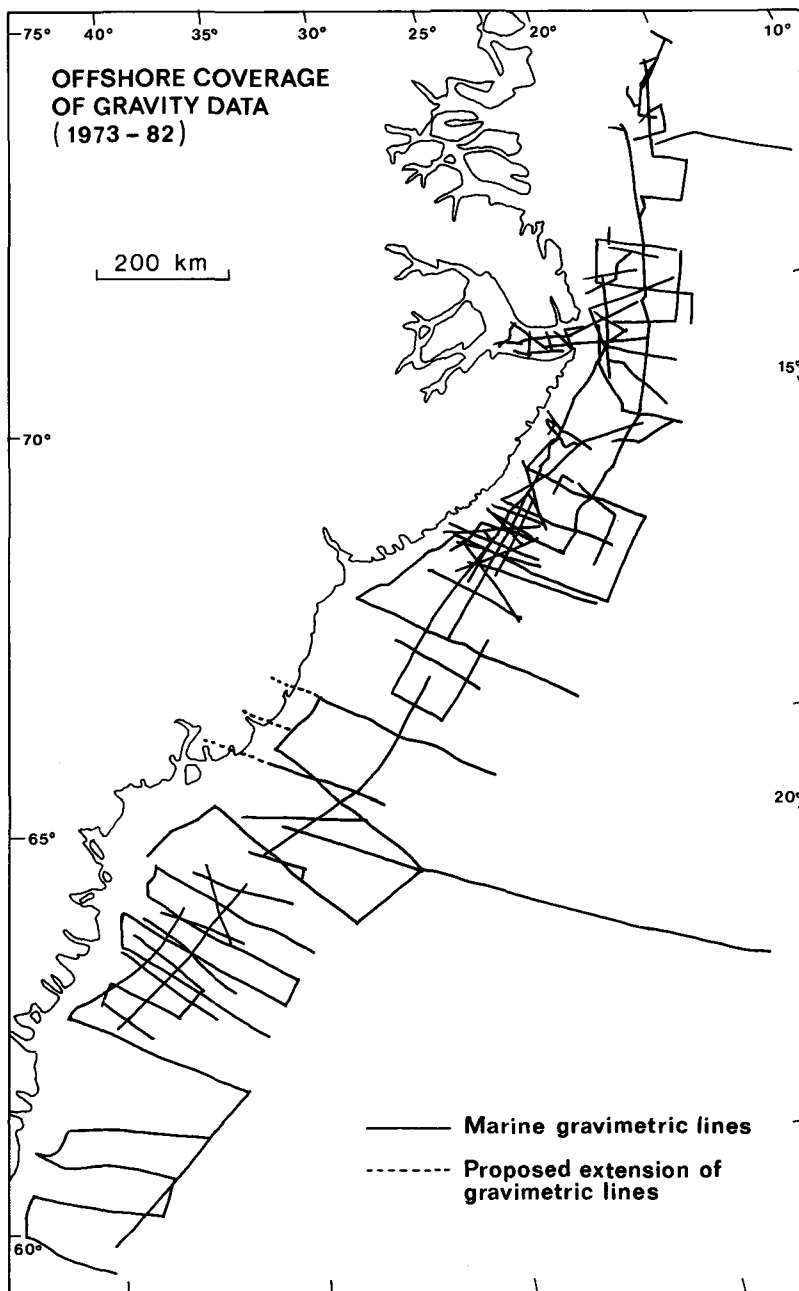 75° 40° 35° 30° 25° 20° 10°
OFFSHORE COVERAGE
OF GRAVITY DATA
( 1973 – 82 )
200 km
15°
70°
20°
65°
Marine gravimetric lines
Proposed extension of
gravimetric lines
60°